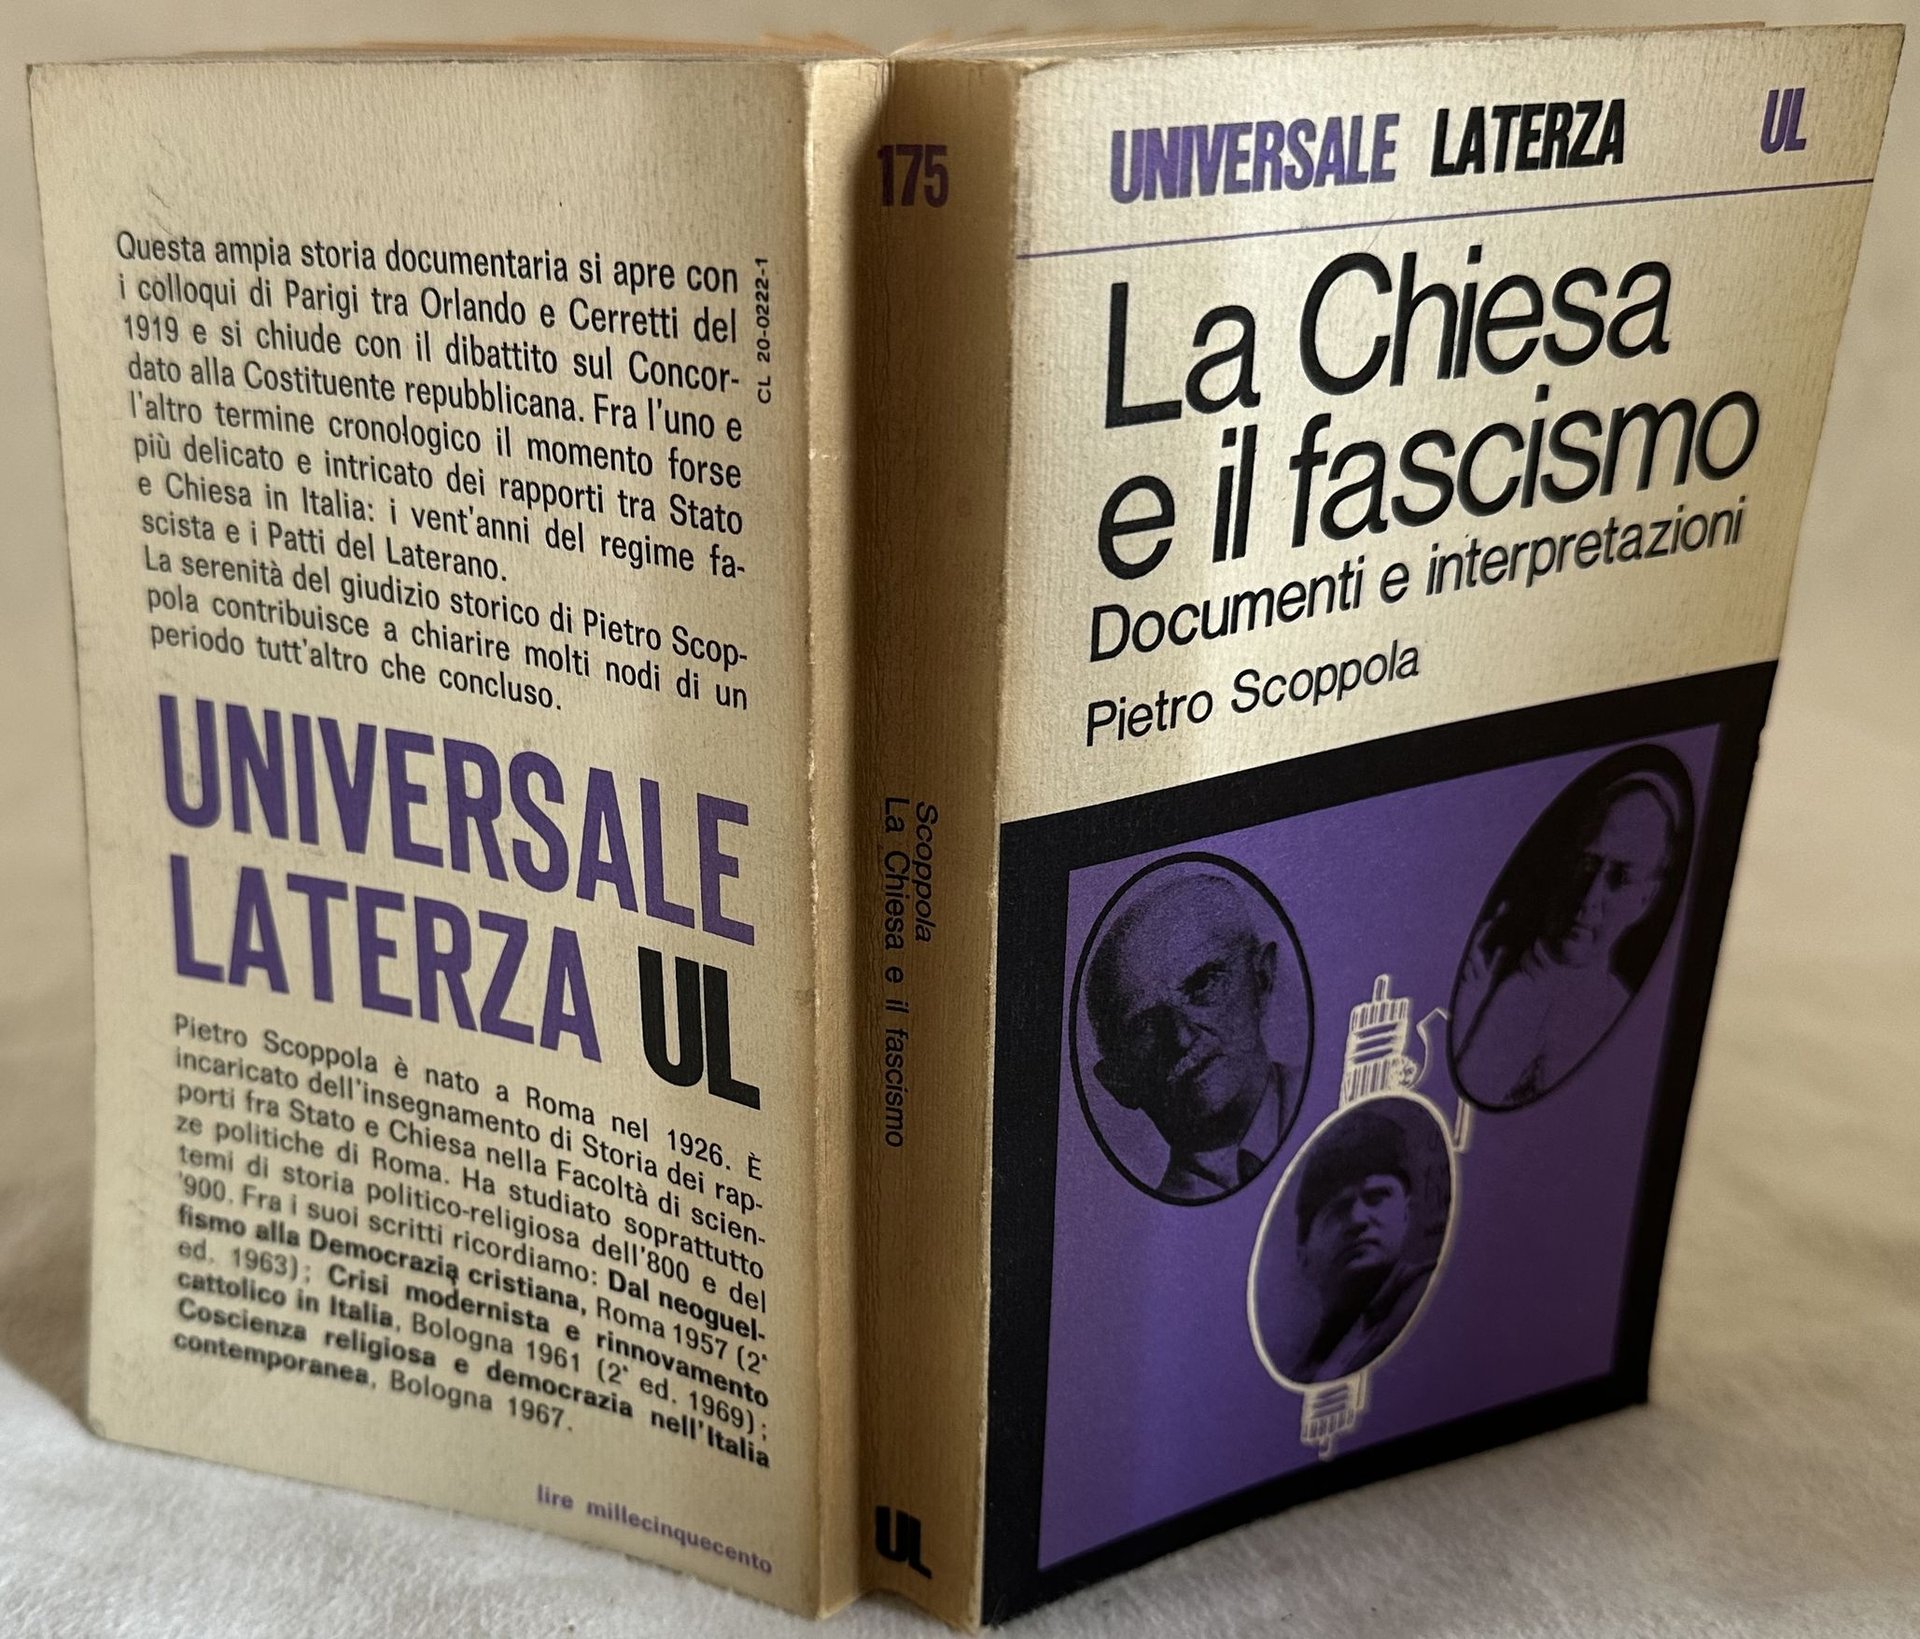 Questa ampia storia documentaria si apre con
i colloqui di Parigi tra Orlando e Cerretti del
1919 e si chiude con il dibattito sul Concor-
dato alla Costituente repubblicana. Fra l'uno e
l'altro termine cronologico il momento forse
più delicato e intricato dei rapporti tra Stato
e Chiesa in Italia: i vent'anni del regime fa-
scista e i Patti del Laterano.
La serenità del giudizio storico di Pietro Scop-
pola contribuisce a chiarire molti nodi di un
periodo tutt'altro che concluso.
CL 20-0222-1
UNIVERSALE
LATERZA UL
Pietro Scoppola è nato a Roma nel 1926. È
incaricato dell'insegnamento di Storia dei rap-
porti fra Stato e Chiesa nella Facoltà di scien-
ze politiche di Roma. Ha studiato soprattutto
temi di storia politico-religiosa dell'800 e del
'900. Fra i suoi scritti ricordiamo: Dal neoguel-
fismo alla Democrazia cristiana, Roma 1957 (2ª
ed. 1963); Crisi modernista e rinnovamento
cattolico in Italia, Bologna 1961 (2ª ed. 1969);
Coscienza religiosa e democrazia nell'Italia
contemporanea, Bologna 1967.
lire millecinquecento
175
Scoppola
La Chiesa e il fascismo
UL
UNIVERSALE LATERZA UL
La Chiesa
e il fascismo
Documenti e interpretazioni
Pietro Scoppola